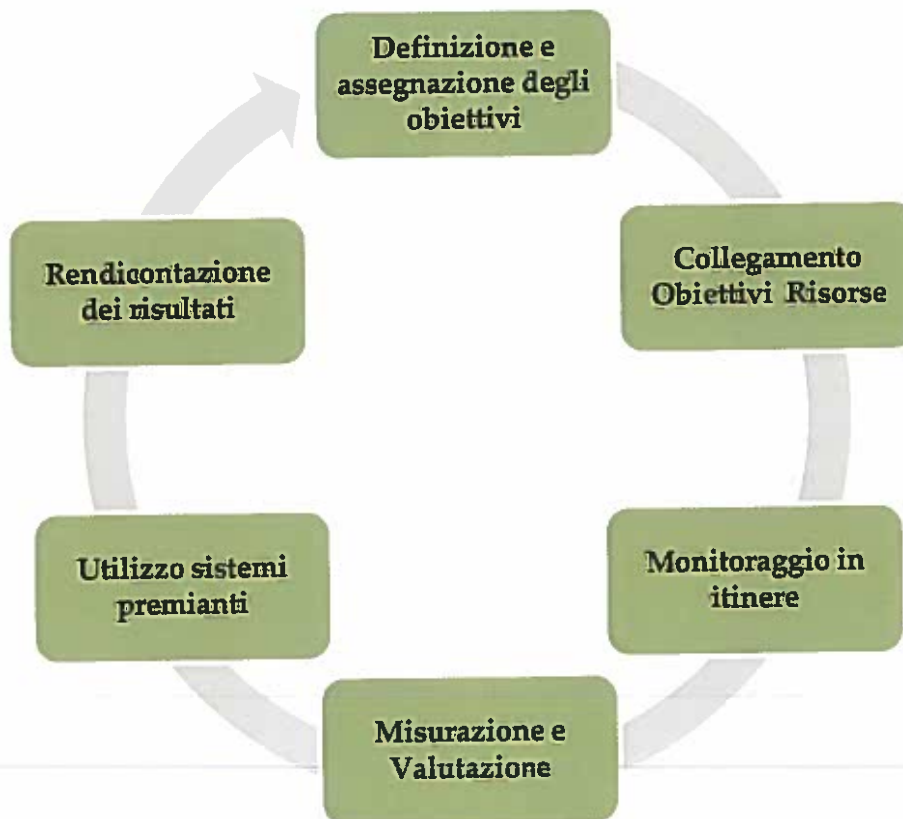 Definizione e
assegnazione degli
obiettivi
Collegamento
Obiettivi Risorse
Monitoraggio in
itinere
Misurazione e
Valutazione
Utilizzo sistemi
premianti
Rendicontazione
dei risultati